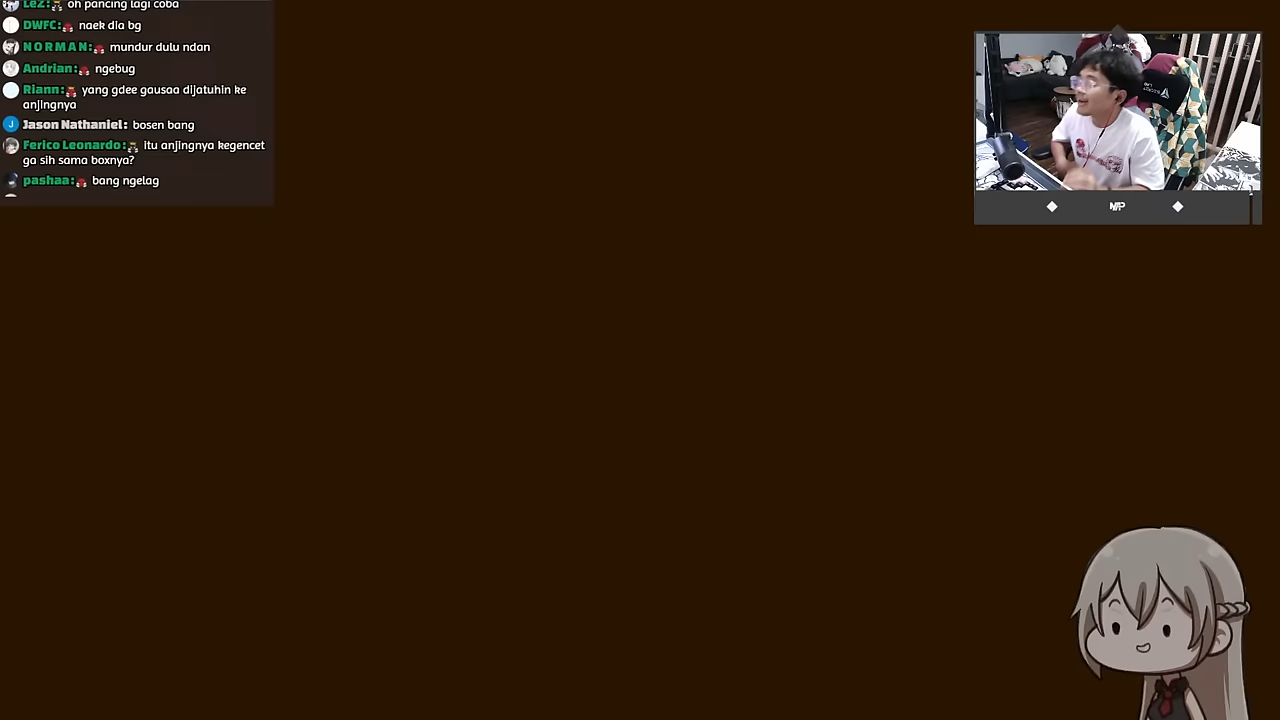 LeZ: oh pancing lagi coba
DWFC: naek dia bg
N O R M A N: mundur dulu ndan
Andrian: ngebug
Riann: yang gdee gausaa dijatuhin ke
anjingnya
J Jason Nathaniel: bosen bang
Ferico Leonardo: itu anjingnya kegencet
ga sih sama boxnya?
pashaa: bang ngelag